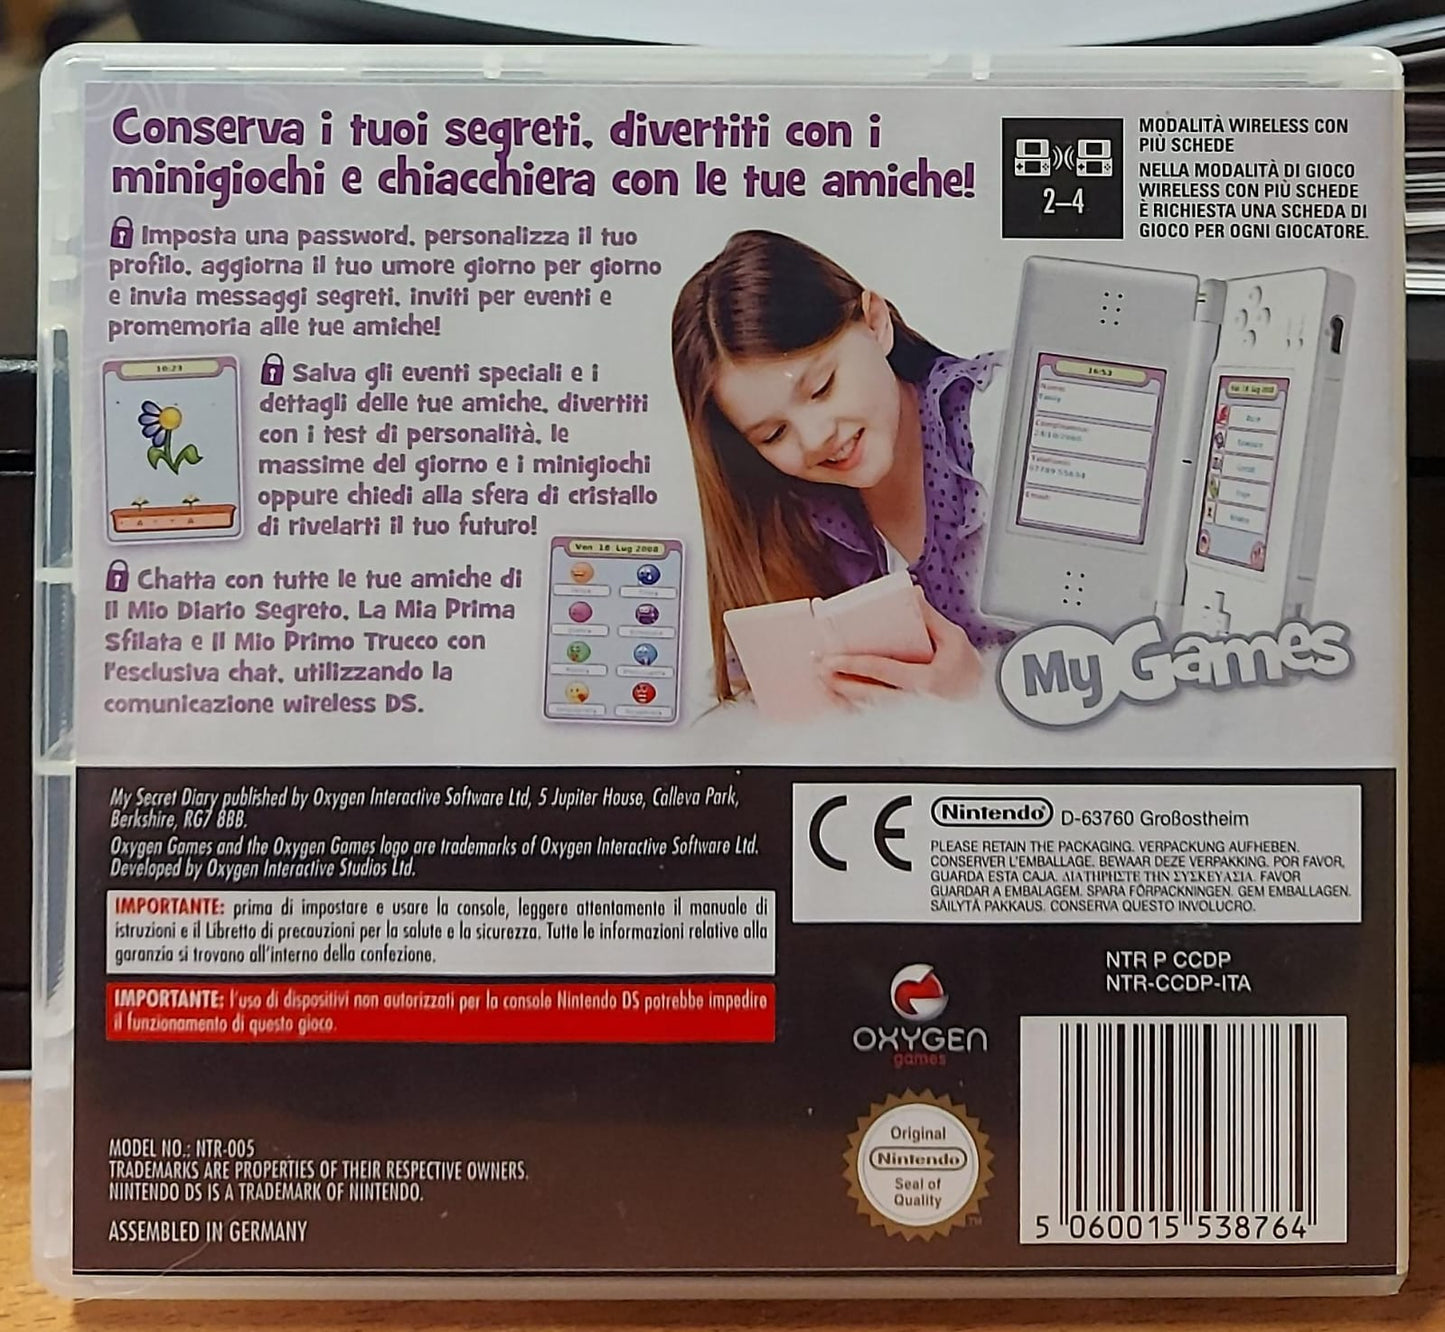 Conserva i tuoi segreti, divertiti con i
minigiochi e chiacchiera con le tue amiche!
Imposta una password, personalizza il tuo
profilo, aggiorna il tuo umore giorno per giorno
e invia messaggi segreti, inviti per eventi e
promemoria alle tue amiche!
10:23
Salva gli eventi speciali e i
dettagli delle tue amiche, divertiti
con i test di personalità, le
massime del giorno e i minigiochi
oppure chiedi alla sfera di cristallo
di rivelarti il tuo futuro!
Chatta con tutte le tue amiche di
Il Mio Diario Segreto, La Mia Prima
Sfilata e Il Mio Primo Trucco con
l'esclusiva chat, utilizzando la
comunicazione wireless DS.
Ven 18 Lug 2008
2–4
MODALITÀ WIRELESS CON
PIÙ SCHEDE
NELLA MODALITÀ DI GIOCO
WIRELESS CON PIÙ SCHEDE
È RICHIESTA UNA SCHEDA DI
GIOCO PER OGNI GIOCATORE.
16:53
My Games
My Secret Diary published by Oxygen Interactive Software Ltd, 5 Jupiter House, Calleva Park,
Berkshire, RG7 8BB.
Oxygen Games and the Oxygen Games logo are trademarks of Oxygen Interactive Software Ltd.
Developed by Oxygen Interactive Studios Ltd.
IMPORTANTE: prima di impostare e usare la console, leggere attentamente il manuale di
istruzioni e il Libretto di precauzioni per la salute e la sicurezza. Tutte le informazioni relative alla
garanzia si trovano all'interno della confezione.
IMPORTANTE: l'uso di dispositivi non autorizzati per la console Nintendo DS potrebbe impedire
il funzionamento di questo gioco.
MODEL NO.: NTR-005
TRADEMARKS ARE PROPERTIES OF THEIR RESPECTIVE OWNERS.
NINTENDO DS IS A TRADEMARK OF NINTENDO.
ASSEMBLED IN GERMANY
CE
Nintendo® D-63760 Großostheim
PLEASE RETAIN THE PACKAGING. VERPACKUNG AUFHEBEN.
CONSERVER L'EMBALLAGE. BEWAAR DEZE VERPAKKING. POR FAVOR,
GUARDA ESTA CAJA. ΔΙΑΤΗΡΗΣΤΕ ΤΗΝ ΣΥΣΚΕΥΑΣΙΑ. FAVOR
GUARDAR A EMBALAGEM. SPARA FÖRPACKNINGEN. GEM EMBALLAGEN.
SÄILYTÄ PAKKAUS. CONSERVA QUESTO INVOLUCRO.
NTR P CCDP
NTR-CCDP-ITA
OXYGEN
games
Original
Nintendo
Seal of
Quality
TM
5 060015 538764